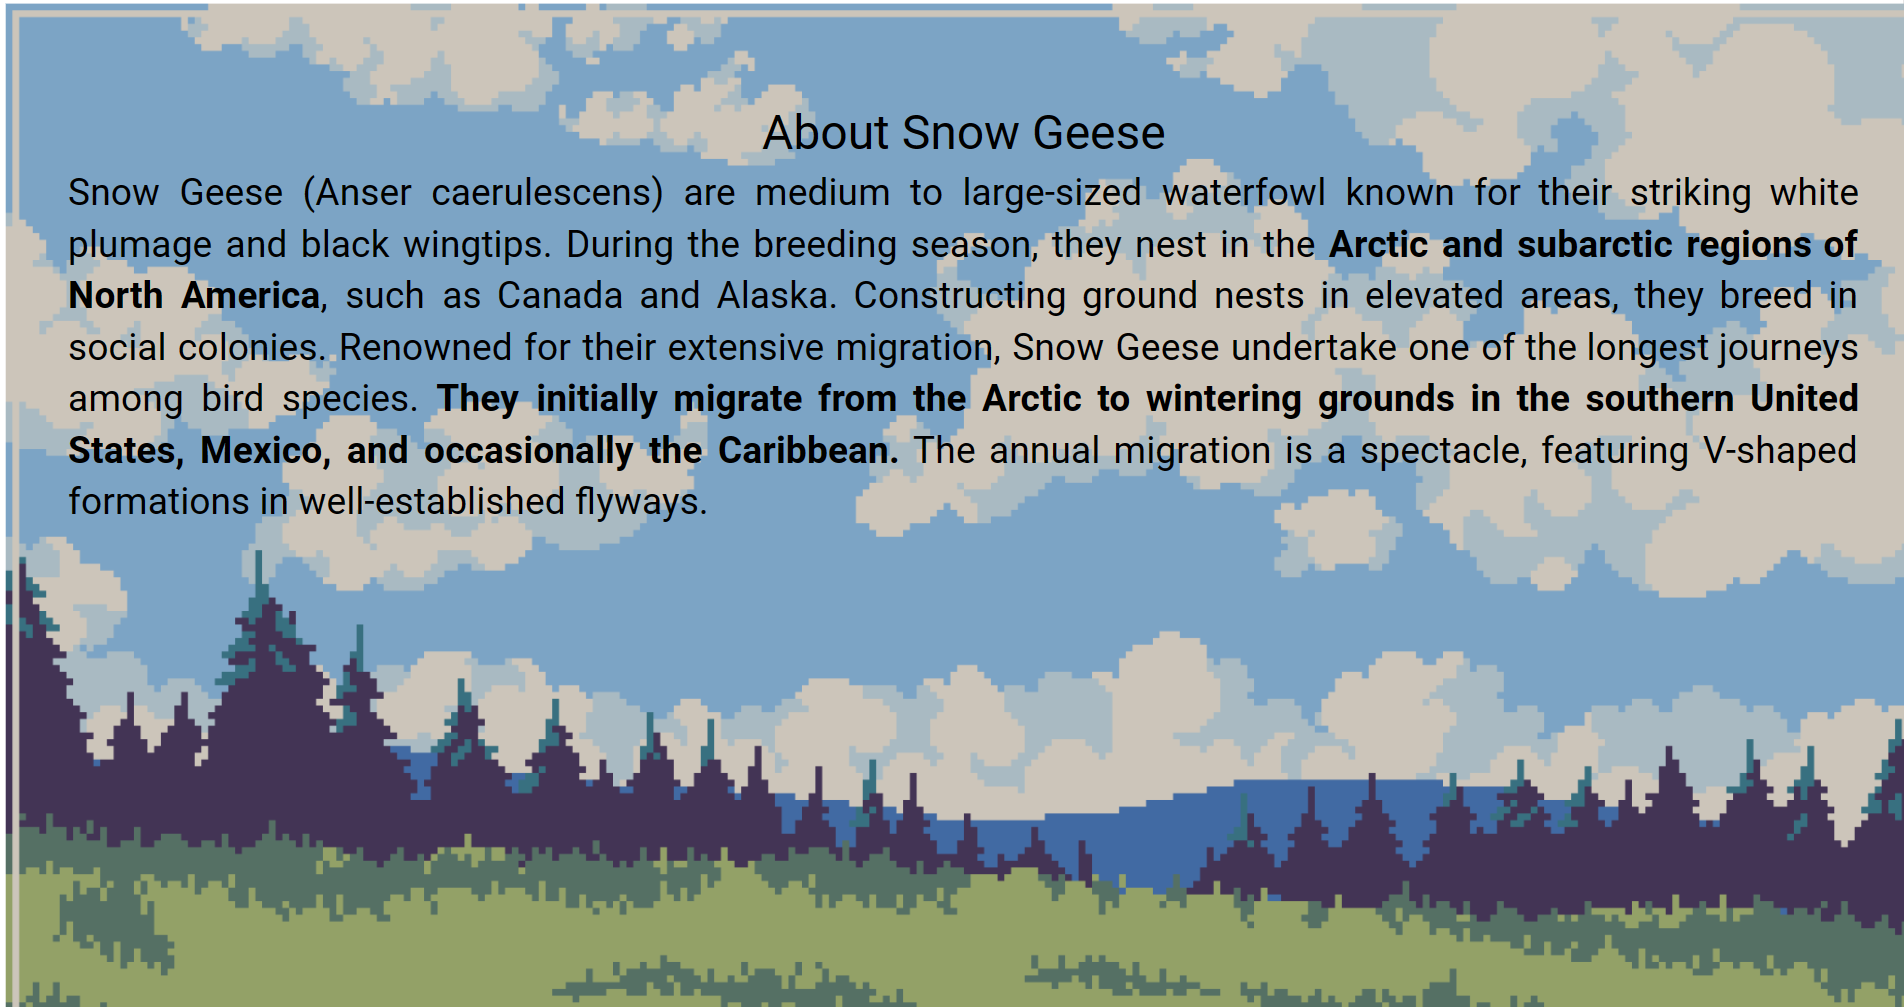 About Snow Geese
Snow Geese (Anser caerulescens) are medium to large-sized waterfowl known for their striking white
plumage and black wingtips. During the breeding season, they nest in the Arctic and subarctic regions of
North America, such as Canada and Alaska. Constructing ground nests in elevated areas, they breed in
social colonies. Renowned for their extensive migration, Snow Geese undertake one of the longest journeys
among bird species. They initially migrate from the Arctic to wintering grounds in the southern United
States, Mexico, and occasionally the Caribbean. The annual migration is a spectacle, featuring V-shaped
formations in well-established flyways.